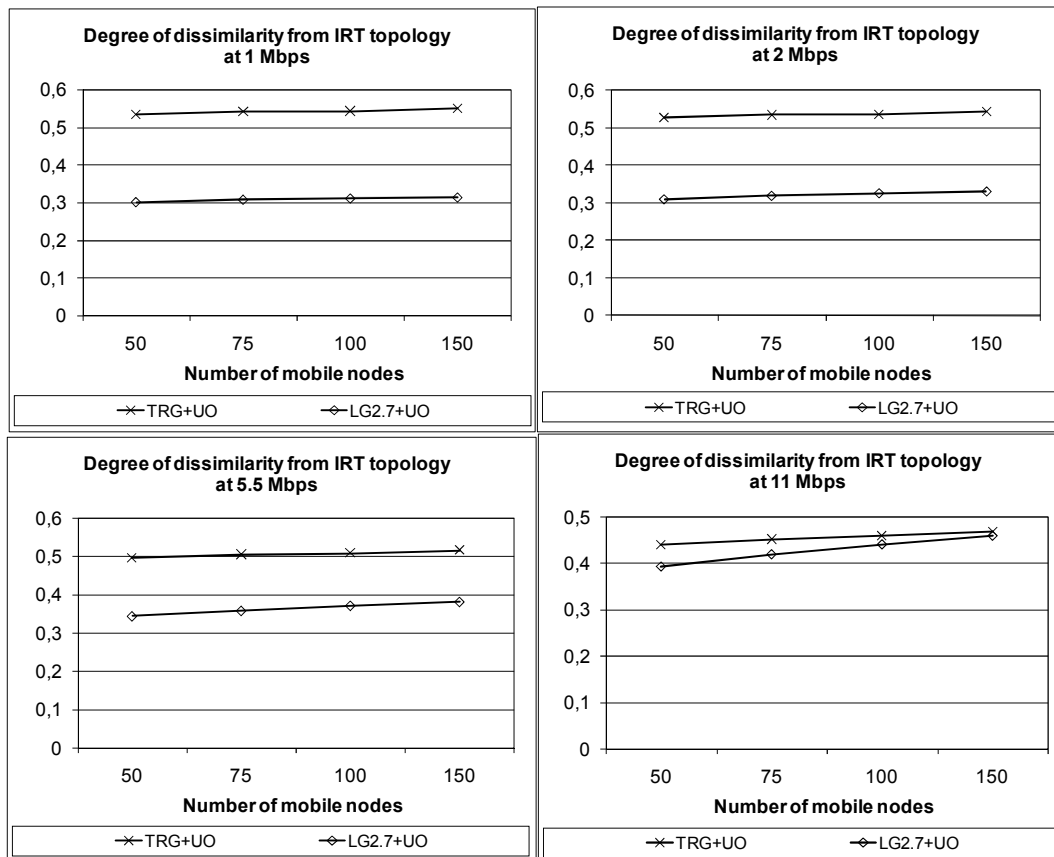 Degree of dissimilarity from IRT topology
at 1 Mbps
0,6
0,5
0,4
0,3
0,2
0,1
0
50 75 100 150
Number of mobile nodes
TRG+UO LG2.7+UO
Degree of dissimilarity from IRT topology
at 2 Mbps
0,6
0,5
0,4
0,3
0,2
0,1
0
50 75 100 150
Number of mobile nodes
TRG+UO LG2.7+UO
Degree of dissimilarity from IRT topology
at 5.5 Mbps
0,6
0,5
0,4
0,3
0,2
0,1
0
50 75 100 150
Number of mobile nodes
TRG+UO LG2.7+UO
Degree of dissimilarity from IRT topology
at 11 Mbps
0,5
0,4
0,3
0,2
0,1
0
50 75 100 150
Number of mobile nodes
TRG+UO LG2.7+UO